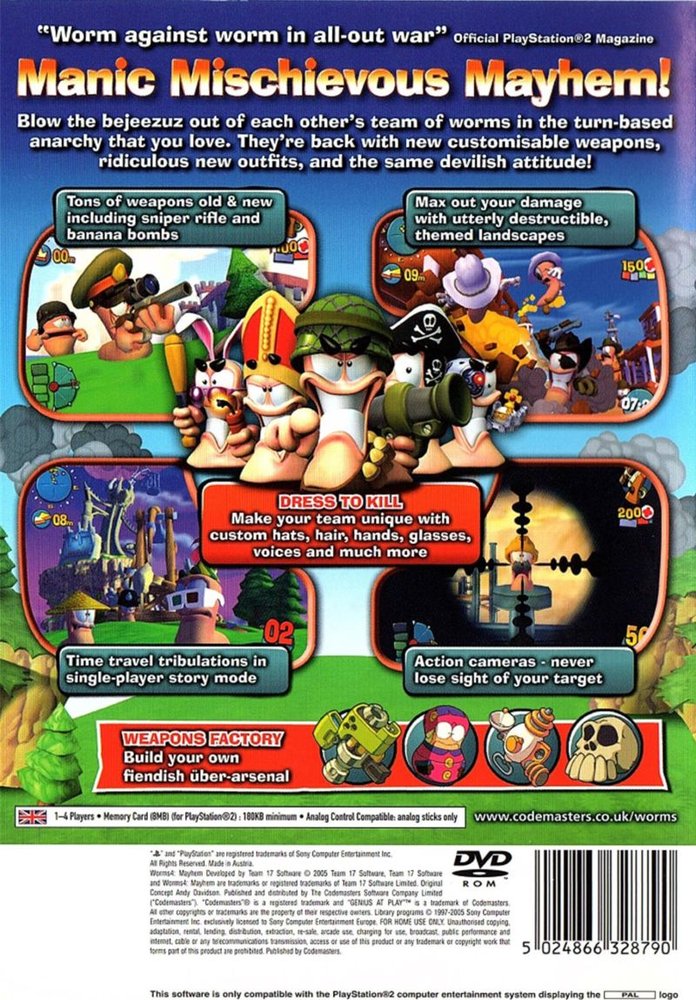 “Worm against worm in all-out war” Official PlayStation®2 Magazine
Manic Mischievous Mayhem!
Blow the bejeezuz out of each other’s team of worms in the turn-based
anarchy that you love. They’re back with new customisable weapons,
ridiculous new outfits, and the same devilish attitude!
Tons of weapons old & new
including sniper rifle and
banana bombs
00m
100
Max out your damage
with utterly destructible,
themed landscapes
09m
150
08m
02
Time travel tribulations in
single-player story mode
DRESS TO KILL
Make your team unique with
custom hats, hair, hands, glasses,
voices and much more
200
Action cameras - never
lose sight of your target
WEAPONS FACTORY
Build your own
fiendish über-arsenal
1-4 Players • Memory Card (8MB) (for PlayStation®2) : 180KB minimum • Analog Control Compatible: analog sticks only
www.codemasters.co.uk/worms
" " and "PlayStation" are registered trademarks of Sony Computer Entertainment Inc.
All Rights Reserved. Made in Austria.
Worms4: Mayhem Developed by Team 17 Software © 2005 Team 17 Software, Team 17 Software
and Worms4: Mayhem are trademarks or registered trademarks of Team 17 Software Limited. Original
Concept Andy Davidson. Published and distributed by The Codemasters Software Company Limited
("Codemasters"). "Codemasters"® is a registered trademark and "GENIUS AT PLAY"™ is a trademark of Codemasters.
All other copyrights or trademarks are the property of their respective owners. Library programs © 1997-2005 Sony Computer
Entertainment Inc. exclusively licensed to Sony Computer Entertainment Europe. FOR HOME USE ONLY. Unauthorised copying,
adaptation, rental, lending, distribution, extraction, re-sale, arcade use, charging for use, broadcast, public performance and
internet, cable or any telecommunications transmission, access or use of this product or any trademark or copyright work that
forms part of this product are prohibited. Published by Codemasters.
DVD
ROM
5 024866 328790
This software is only compatible with the PlayStation®2 computer entertainment system displaying the PAL logo